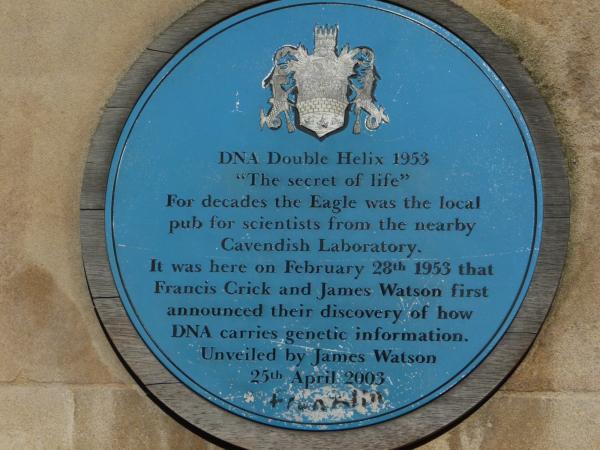 DNA Double Helix 1953
"The secret of life"
For decades the Eagle was the local
pub for scientists from the nearby
Cavendish Laboratory.
It was here on February 28th 1953 that
Francis Crick and James Watson first
announced their discovery of how
DNA carries genetic information.
Unveiled by James Watson
25th April 2003